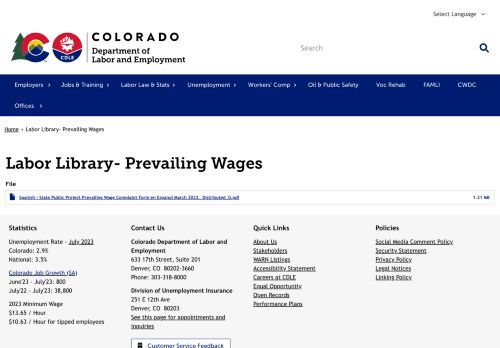 Select Language
COLORADO
Department of
Labor and Employment
CDLE
Search
Employers
Jobs & Training
Labor Law & Stats
Unemployment
Workers' Comp
Oil & Public Safety
Voc Rehab
FAMLI
CWDC
Offices
Home › Labor Library- Prevailing Wages
Labor Library- Prevailing Wages
File
Spanish - State Public Project Prevailing Wage Complaint Form en Espanol March 2022_ Distributed_0.pdf 1.21 MB
Statistics
Unemployment Rate - July 2023
Colorado: 2.9%
National: 3.5%
Colorado Job Growth (SA)
June'23 - July'23: 800
July'22 - July'23: 38,800
2023 Minimum Wage
$13.65 / Hour
$10.63 / Hour for tipped employees
Contact Us
Colorado Department of Labor and
Employment
633 17th Street, Suite 201
Denver, CO 80202-3660
Phone: 303-318-8000
Division of Unemployment Insurance
251 E 12th Ave
Denver, CO 80203
See this page for appointments and
inquiries
Customer Service Feedback
Quick Links
About Us
Stakeholders
WARN Listings
Accessibility Statement
Careers at CDLE
Equal Opportunity
Open Records
Performance Plans
Policies
Social Media Comment Policy
Security Statement
Privacy Policy
Legal Notices
Linking Policy